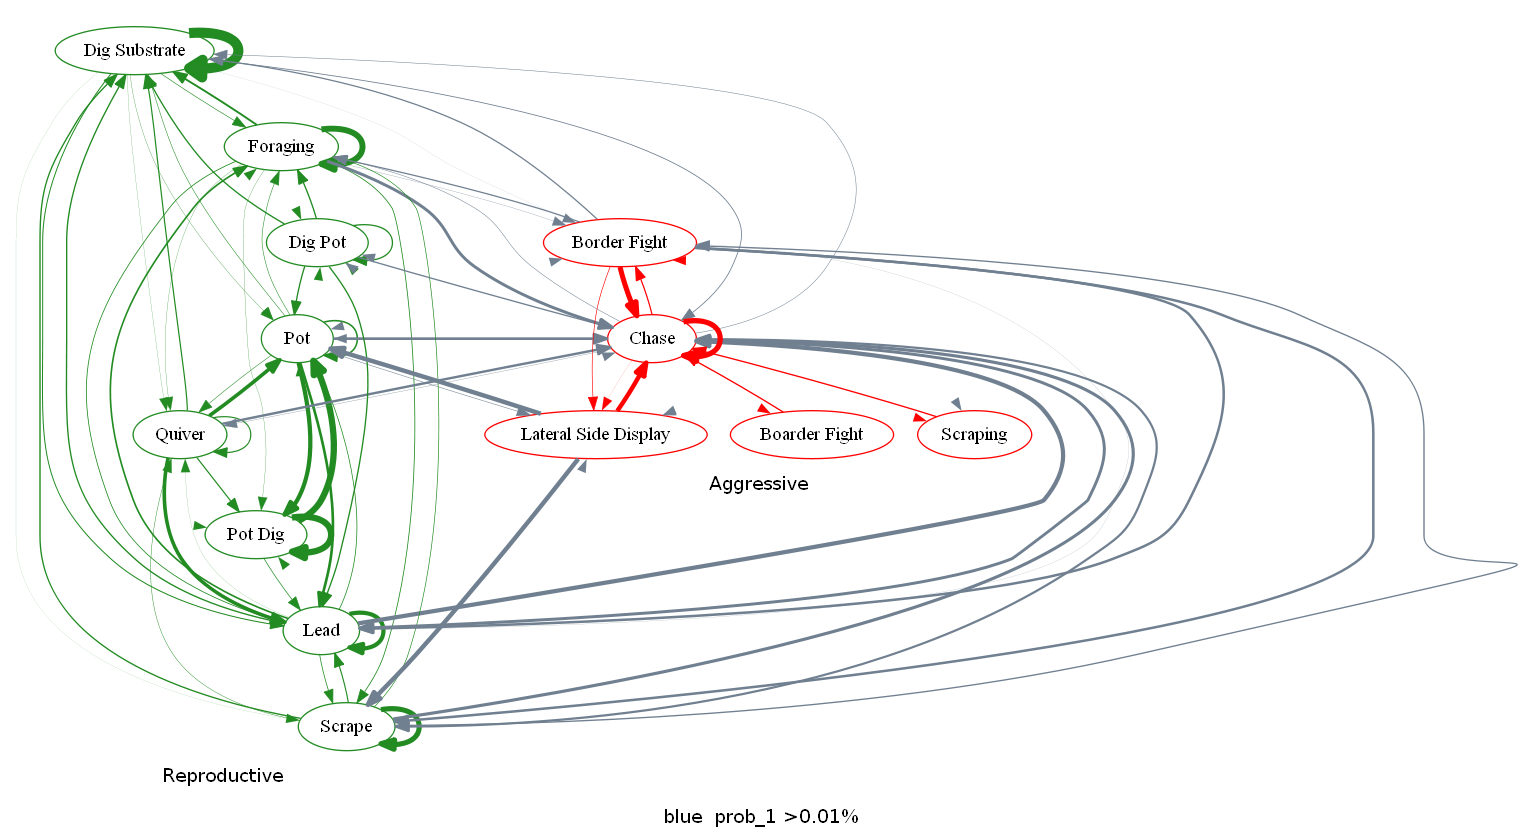 Dig Substrate
Foraging
Dig Pot
Border Fight
Pot
Chase
Quiver
Lateral Side Display
Boarder Fight
Scraping
Aggressive
Pot Dig
Lead
Scrape
Reproductive
blue prob_1 >0.01%